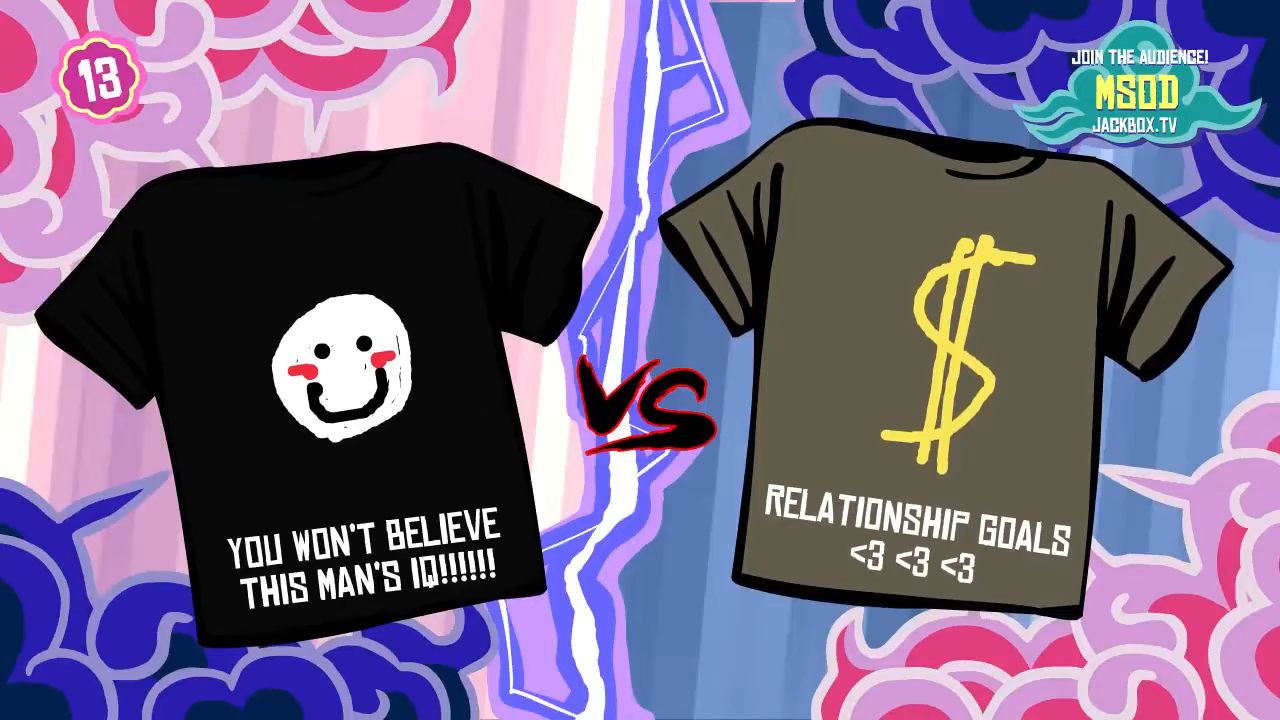 13
JOIN THE AUDIENCE!
MSOD
JACKBOX.TV
YOU WON'T BELIEVE
THIS MAN'S IQ!!!!!!
VS
$
RELATIONSHIP GOALS
<3 <3 <3